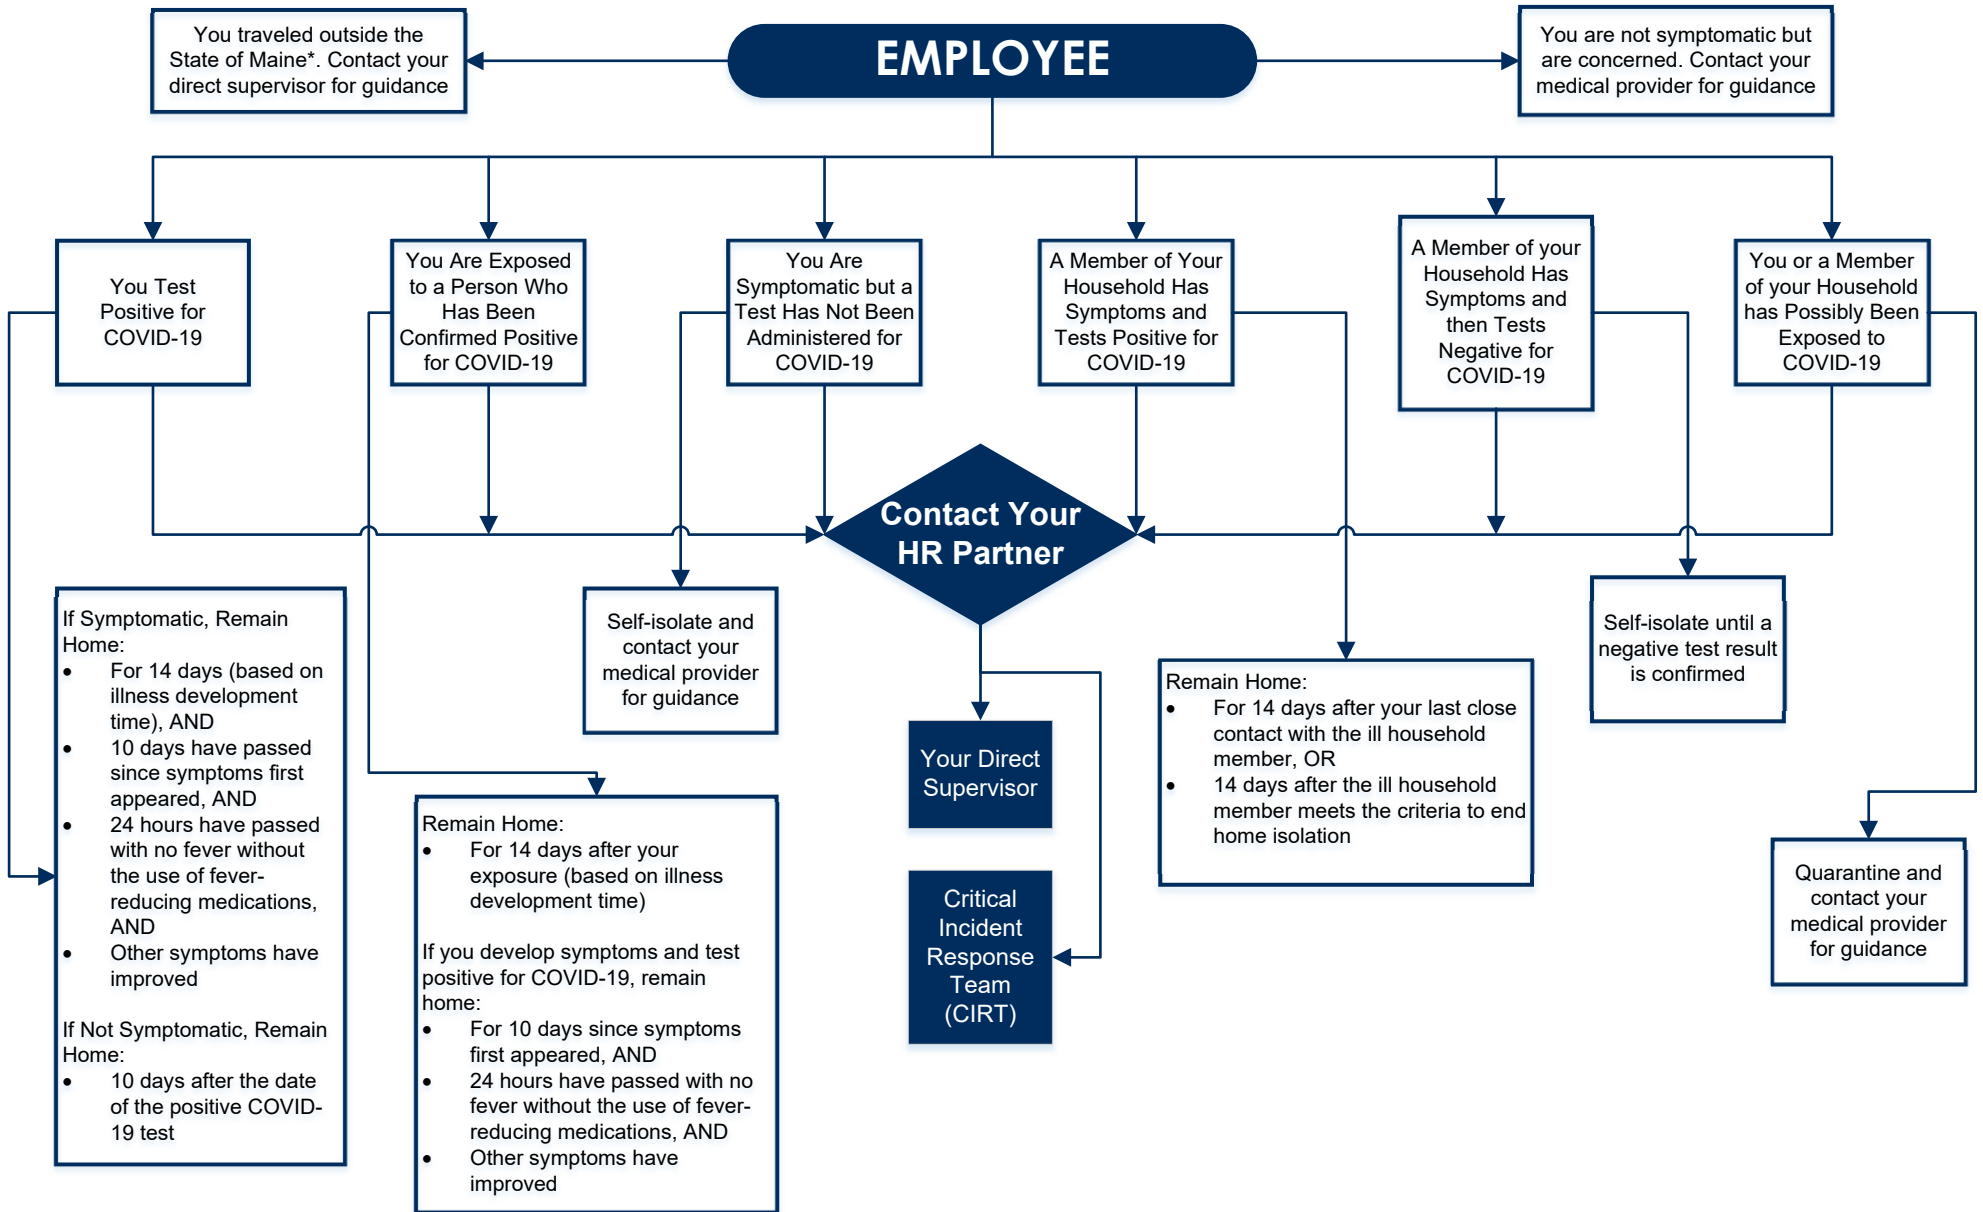 You traveled outside the
State of Maine*. Contact your
direct supervisor for guidance
EMPLOYEE
You are not symptomatic but
are concerned. Contact your
medical provider for guidance
You Test
Positive for
COVID-19
You Are Exposed
to a Person Who
Has Been
Confirmed Positive
for COVID-19
You Are
Symptomatic but a
Test Has Not Been
Administered for
COVID-19
A Member of Your
Household Has
Symptoms and
Tests Positive for
COVID-19
A Member of your
Household Has
Symptoms and
then Tests
Negative for
COVID-19
You or a Member
of your Household
has Possibly Been
Exposed to
COVID-19
Contact Your
HR Partner
If Symptomatic, Remain
Home:
• For 14 days (based on
illness development
time), AND
• 10 days have passed
since symptoms first
appeared, AND
• 24 hours have passed
with no fever without
the use of fever-
reducing medications,
AND
• Other symptoms have
improved
If Not Symptomatic, Remain
Home:
• 10 days after the date
of the positive COVID-
19 test
Remain Home:
• For 14 days after your
exposure (based on illness
development time)
If you develop symptoms and test
positive for COVID-19, remain
home:
• For 10 days since symptoms
first appeared, AND
• 24 hours have passed with no
fever without the use of fever-
reducing medications, AND
• Other symptoms have
improved
Self-isolate and
contact your
medical provider
for guidance
Your Direct
Supervisor
Critical
Incident
Response
Team
(CIRT)
Remain Home:
• For 14 days after your last close
contact with the ill household
member, OR
• 14 days after the ill household
member meets the criteria to end
home isolation
Self-isolate until a
negative test result
is confirmed
Quarantine and
contact your
medical provider
for guidance